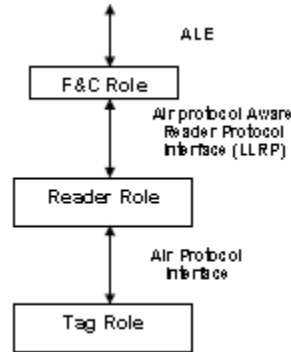 ALE
F&C Role
Air protocol Aware
Reader Protocol
Interface (LLRP)
Reader Role
Air Protocol
Interface
Tag Role